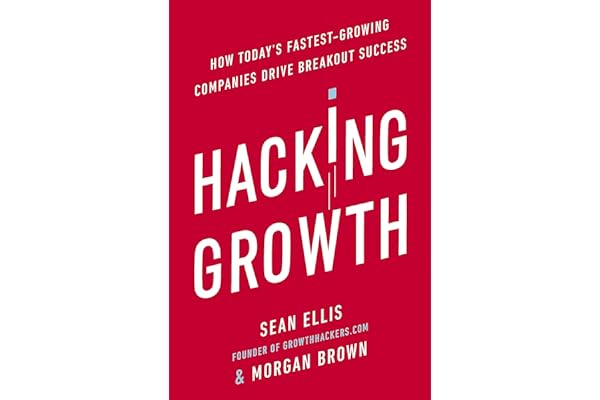 HOW TODAY'S FASTEST-GROWING
COMPANIES DRIVE BREAKOUT SUCCESS
HACKING
GROWTH
SEAN ELLIS
FOUNDER OF GROWTHHACKERS.COM
& MORGAN BROWN